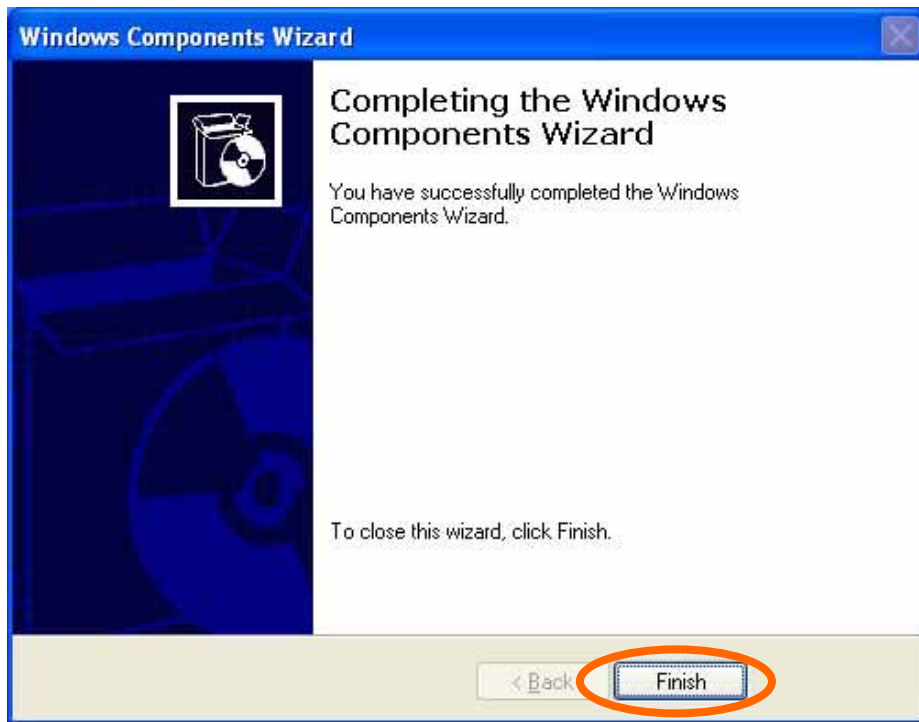 Windows Components Wizard
Completing the Windows
Components Wizard
You have successfully completed the Windows
Components Wizard.
To close this wizard, click Finish.
< Back
Finish